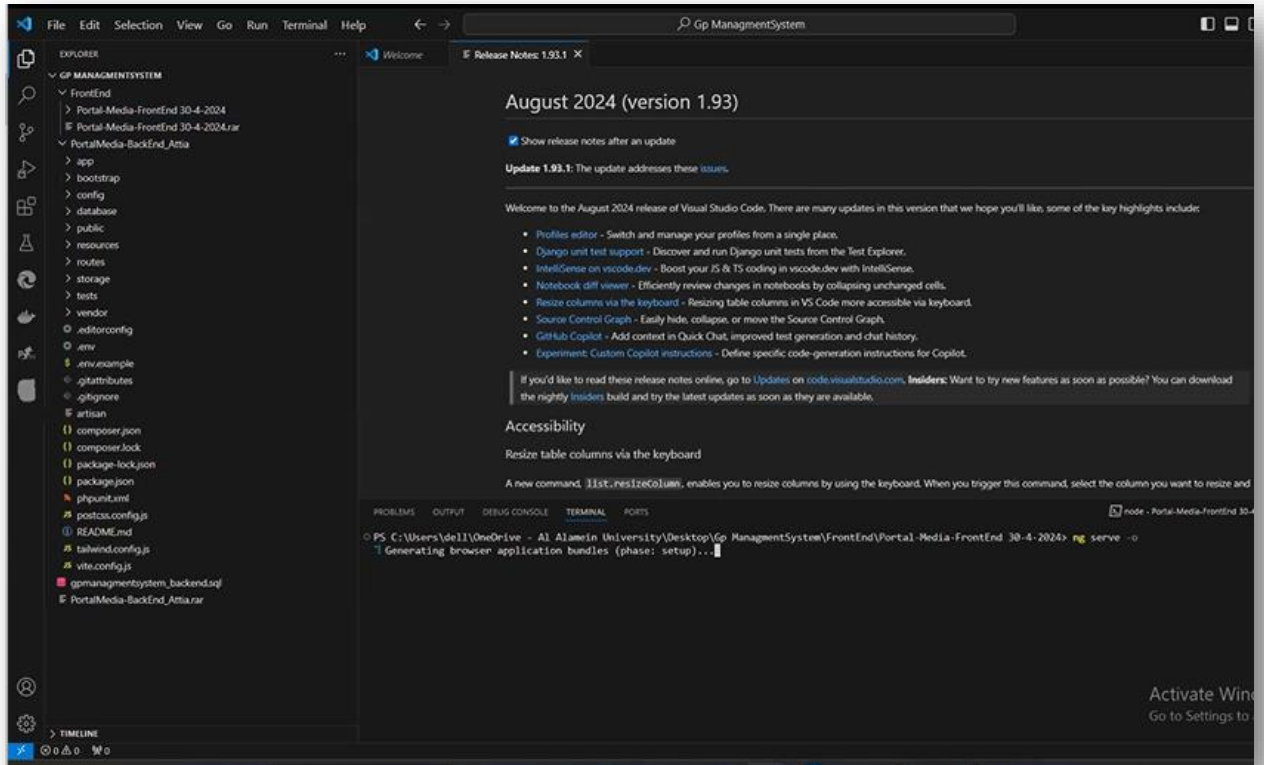 File Edit Selection View Go Run Terminal Help
Gp ManagmentSystem
EXPLORER
GP MANAGMENTSYSTEM
FrontEnd
Portal-Media-FrontEnd 30-4-2024
Portal-Media-FrontEnd 30-4-2024.rar
PortalMedia-BackEnd_Attia
app
bootstrap
config
database
public
resources
routes
storage
tests
vendor
.editorconfig
.env
.env.example
.gitattributes
.gitignore
artisan
composer.json
composer.lock
package-lock.json
package.json
phpunit.xml
postcss.config.js
README.md
tailwind.config.js
vite.config.js
gpmanagmentsystem_backend.sql
PortalMedia-BackEnd_Attia.rar
TIMELINE
0 0 0
Welcome
Release Notes: 1.93.1
August 2024 (version 1.93)
Show release notes after an update
Update 1.93.1: The update addresses these issues.
Welcome to the August 2024 release of Visual Studio Code. There are many updates in this version that we hope you'll like, some of the key highlights include:
• Profiles editor - Switch and manage your profiles from a single place.
• Django unit test support - Discover and run Django unit tests from the Test Explorer.
• IntelliSense on vscode.dev - Boost your JS & TS coding in vscode.dev with IntelliSense.
• Notebook diff viewer - Efficiently review changes in notebooks by collapsing unchanged cells.
• Resize columns via the keyboard - Resizing table columns in VS Code more accessible via keyboard.
• Source Control Graph - Easily hide, collapse, or move the Source Control Graph.
• GitHub Copilot - Add context in Quick Chat, improved test generation and chat history.
• Experiment: Custom Copilot instructions - Define specific code-generation instructions for Copilot.
If you'd like to read these release notes online, go to Updates on code.visualstudio.com. Insiders: Want to try new features as soon as possible? You can download
the nightly Insiders build and try the latest updates as soon as they are available.
Accessibility
Resize table columns via the keyboard
A new command, list.resizeColumn, enables you to resize columns by using the keyboard. When you trigger this command, select the column you want to resize and
PROBLEMS OUTPUT DEBUG CONSOLE TERMINAL PORTS
node - Portal-Media-FrontEnd 30-4
PS C:\Users\dell\OneDrive - Al Alamein University\Desktop\Gp ManagmentSystem\FrontEnd\Portal-Media-FrontEnd 30-4-2024> ng serve -o
Generating browser application bundles (phase: setup)...
Activate Win
Go to Settings to